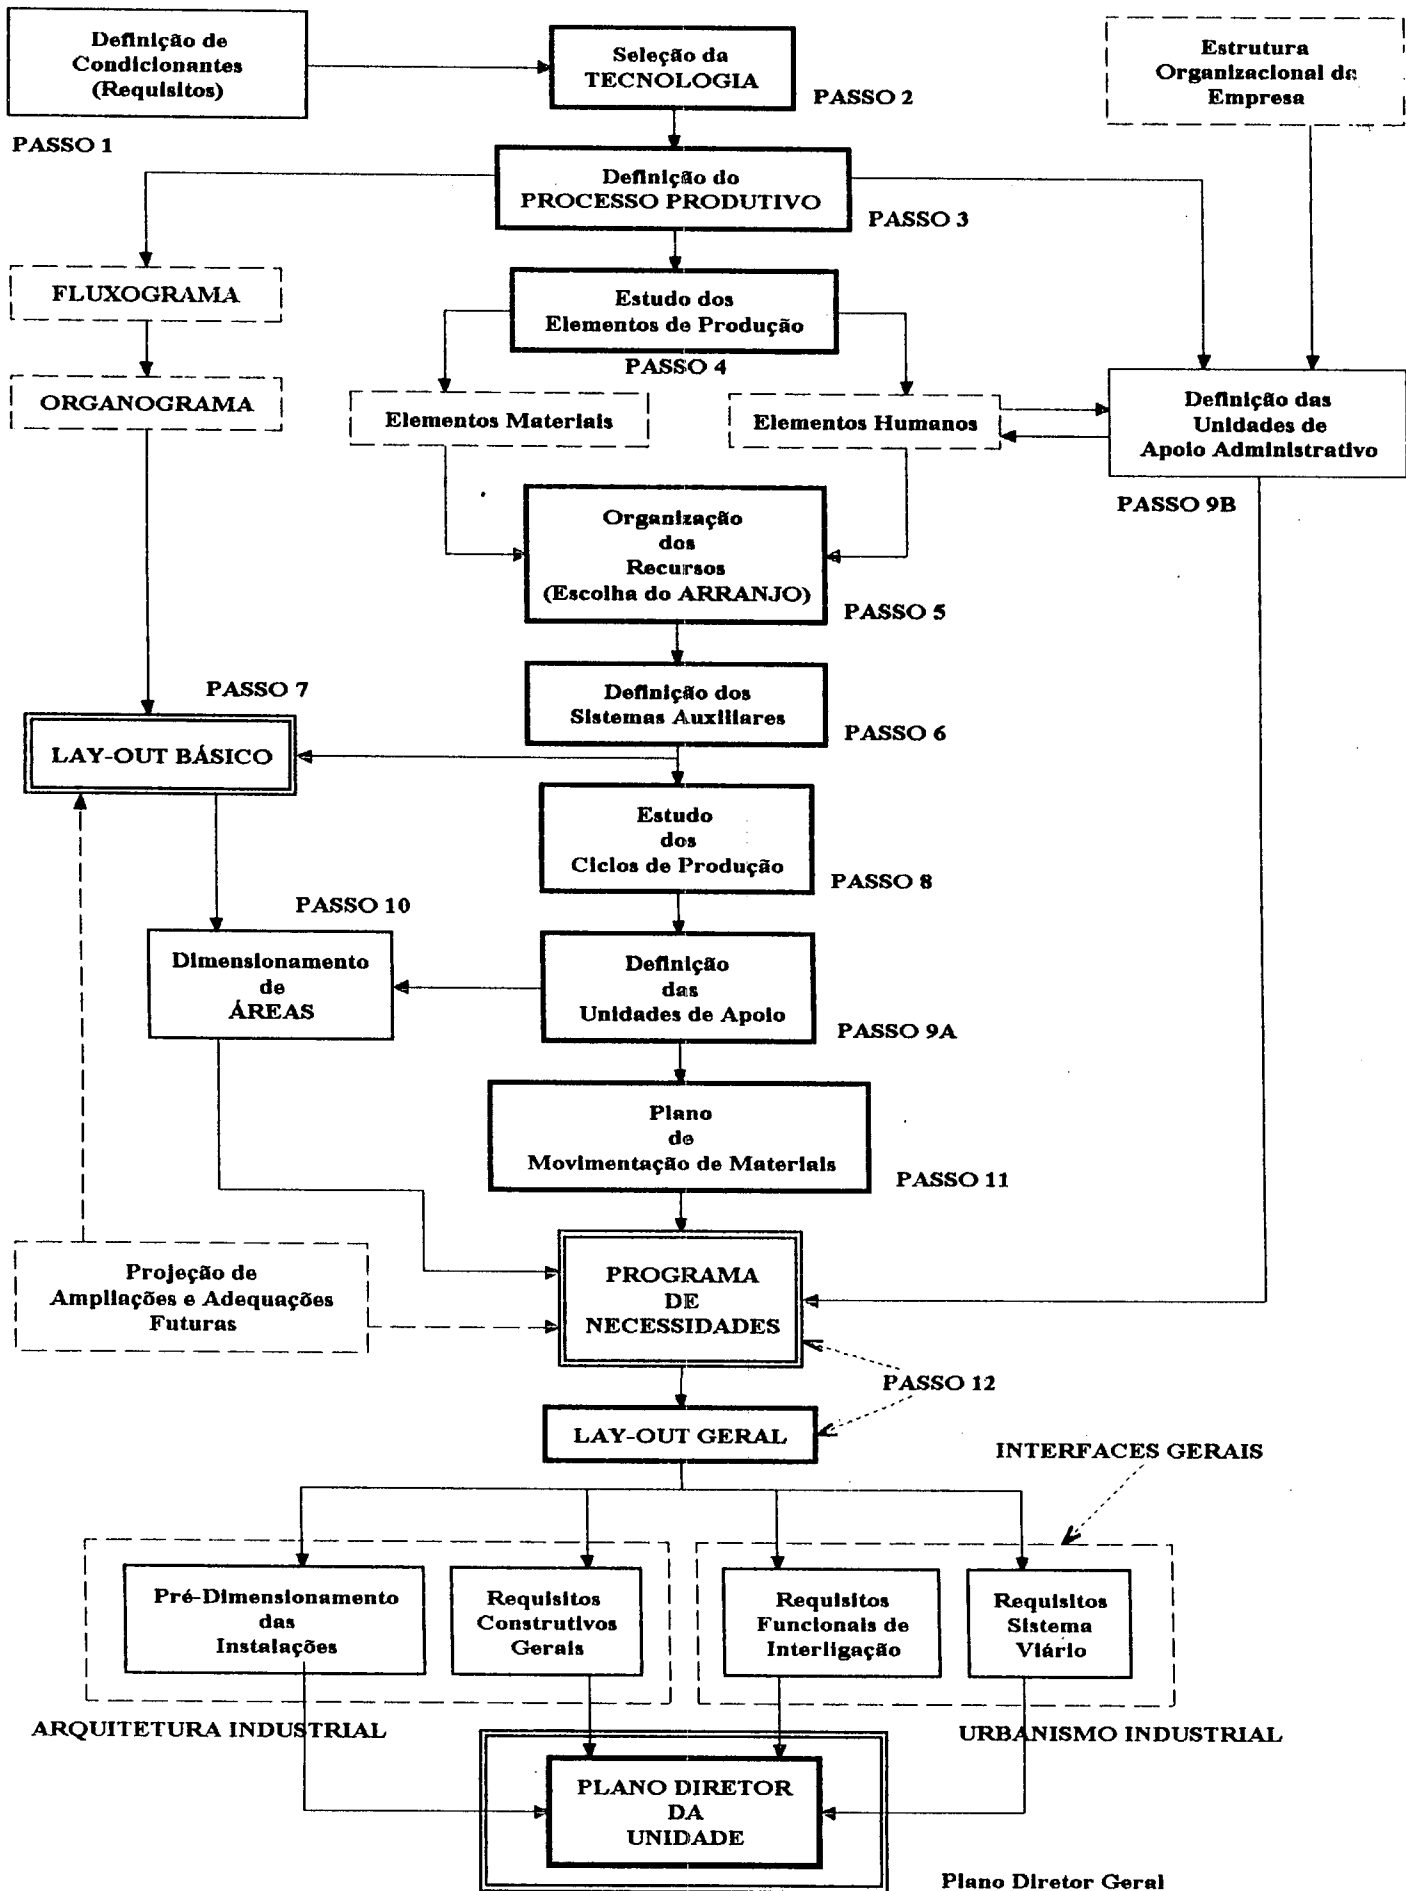 Definição de
Condicionantes
(Requisitos)
PASSO 1
Seleção da
TECNOLOGIA
PASSO 2
Estrutura
Organizacional da
Empresa
Definição do
PROCESSO PRODUTIVO
PASSO 3
FLUXOGRAMA
Estudo dos
Elementos de Produção
PASSO 4
ORGANOGRAMA
Elementos Materiais
Elementos Humanos
Definição das
Unidades de
Apoio Administrativo
PASSO 9B
Organização
dos
Recursos
(Escolha do ARRANJO)
PASSO 5
Definição dos
Sistemas Auxiliares
PASSO 6
PASSO 7
LAY-OUT BÁSICO
Estudo
dos
Ciclos de Produção
PASSO 8
PASSO 10
Dimensionamento
de
ÁREAS
Definição
das
Unidades de Apoio
PASSO 9A
Plano
de
Movimentação de Materiais
PASSO 11
Projeção de
Ampliações e Adequações
Futuras
PROGRAMA
DE
NECESSIDADES
PASSO 12
LAY-OUT GERAL
INTERFACES GERAIS
Pré-Dimensionamento
das
Instalações
Requisitos
Construtivos
Gerais
Requisitos
Funcionais de
Interligação
Requisitos
Sistema
Viário
ARQUITETURA INDUSTRIAL
URBANISMO INDUSTRIAL
PLANO DIRETOR
DA
UNIDADE
Plano Diretor Geral